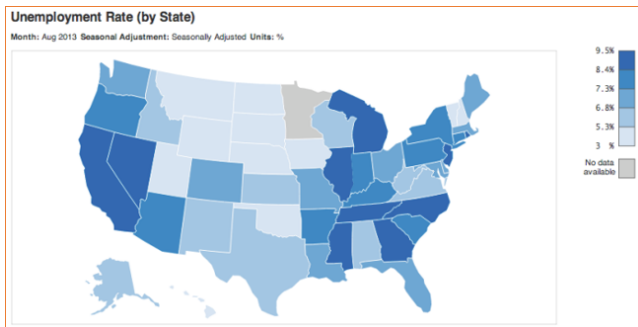 Unemployment Rate (by State)
Month: Aug 2013 Seasonal Adjustment: Seasonally Adjusted Units: %
9.5%
8.4%
7.3%
6.8%
5.3%
3 %
No data
available